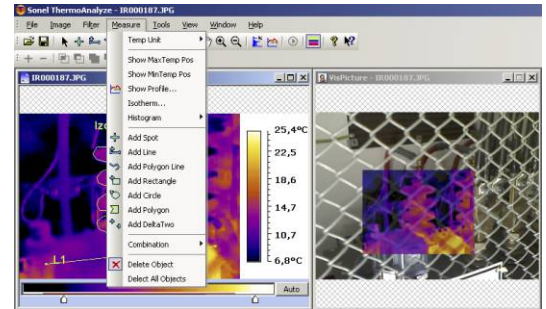 Sonel ThermoAnalyze - IR000187.JPG
File Image Filter Measure Tools View Window Help
IR000187.JPG
VisPicture - IR000187.JPG
Temp Unit
Show MaxTemp Pos
Show MinTemp Pos
Show Profile...
Isotherm...
Histogram
Add Spot
Add Line
Add Polygon Line
Add Rectangle
Add Circle
Add Polygon
Add DeltaTwo
Combination
Delete Object
Delect All Objects
Izo
L1
25,4°C
22,5
18,6
14,7
10,7
6,8°C
Auto